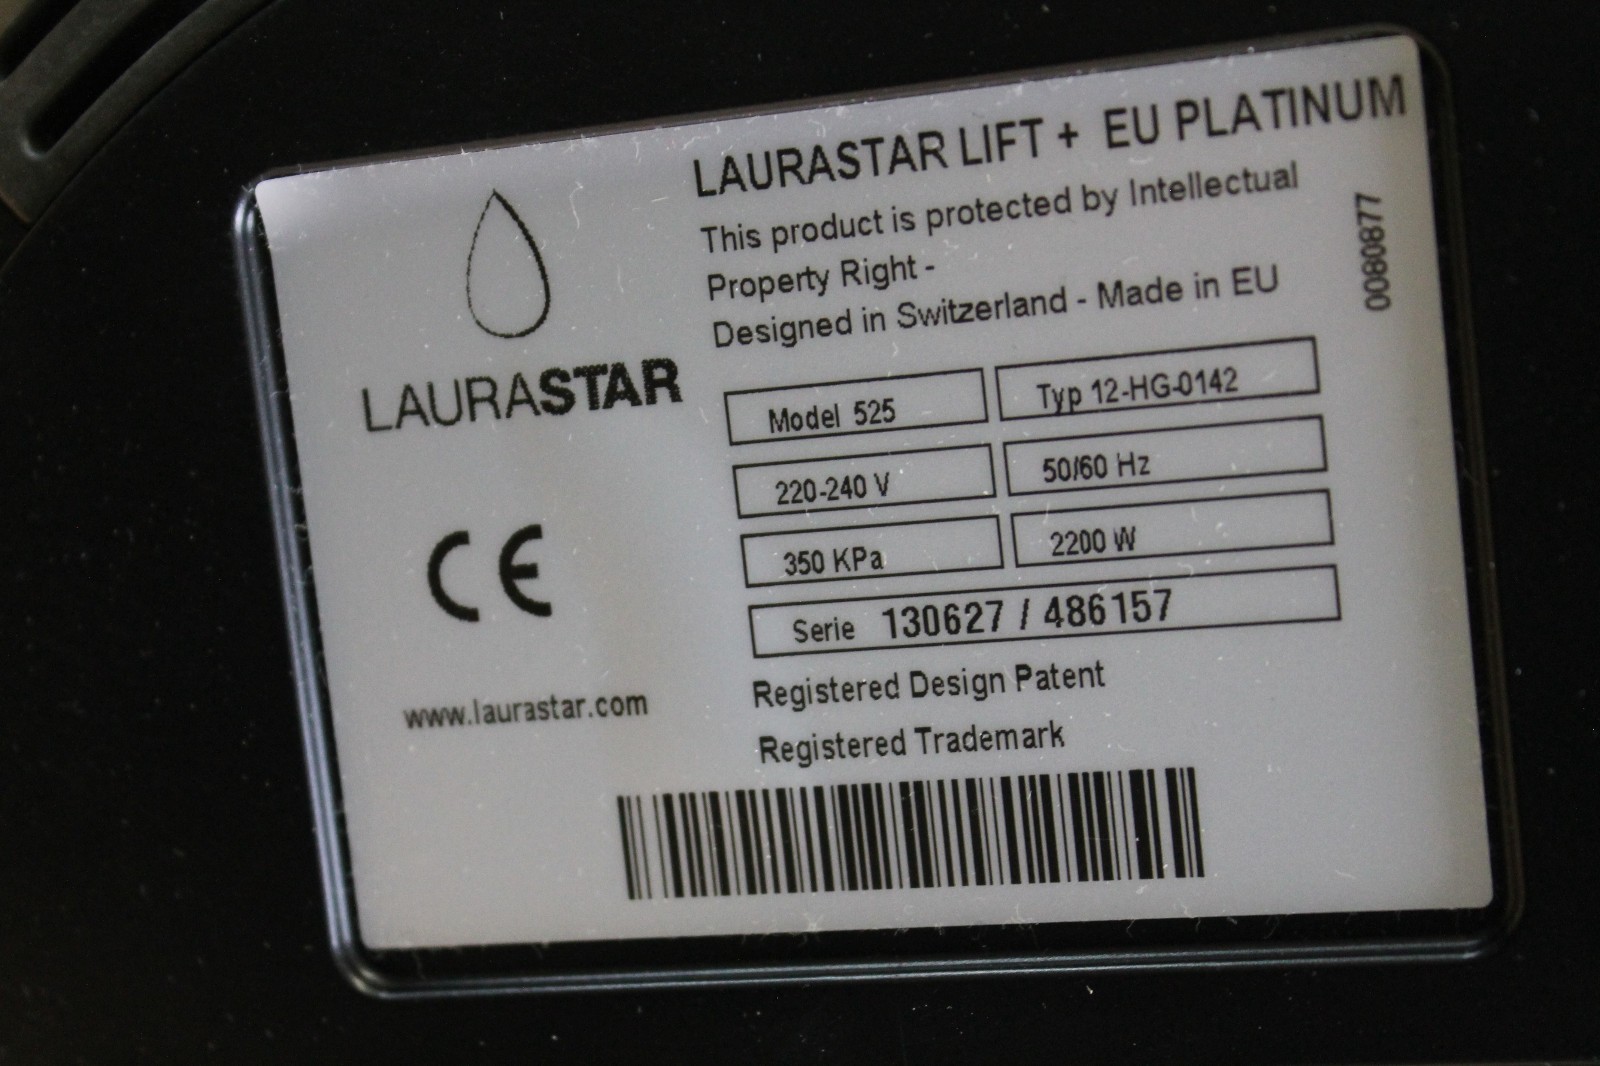 LAURASTAR LIFT + EU PLATINUM
This product is protected by Intellectual
Property Right -
Designed in Switzerland - Made in EU
0080877
LAURASTAR
Model 525
Typ 12-HG-0142
220-240 V
50/60 Hz
350 KPa
2200 W
Serie 130627 / 486157
CE
www.laurastar.com
Registered Design Patent
Registered Trademark